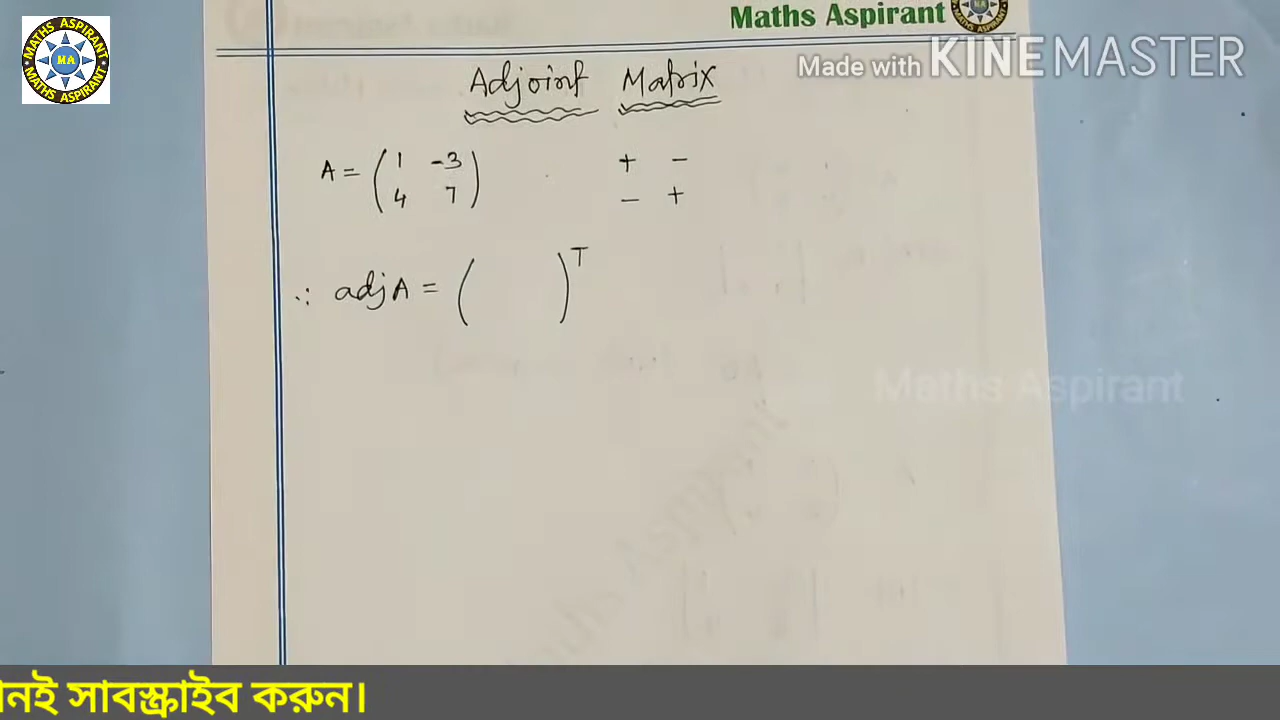 Maths Aspirant
MATHS ASPIRANT
MA
MATHS ASPIRANT
Made with KINEMASTER
Adjoint Matrix
A = ( 1 -3 + -
4 7 ) - +
∴ adjA = ( )ᵀ
Maths Aspirant
নই সাবস্ক্রাইব করুন।